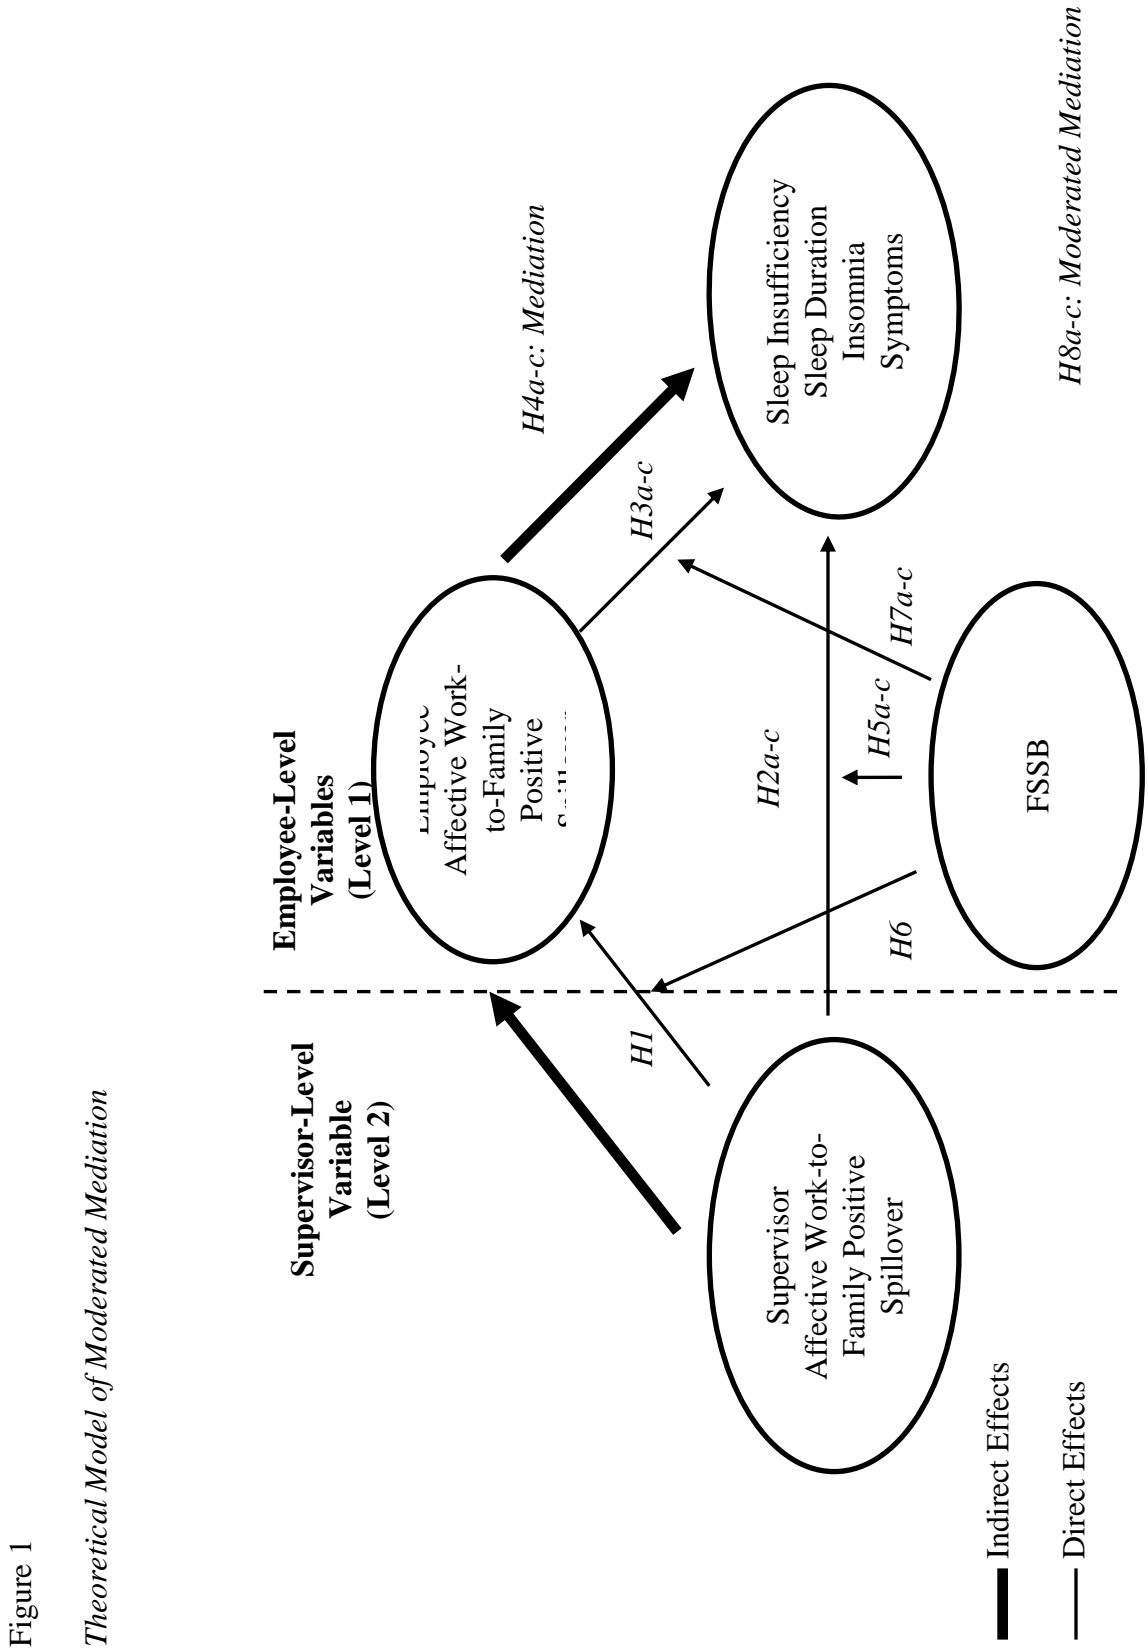 Figure 1
Theoretical Model of Moderated Mediation
Supervisor-Level
Variable
(Level 2)
Employee-Level
Variables
(Level 1)
H4a-c: Mediation
Employee
Affective Work-
to-Family
Positive
Spillover
H1
H3a-c
Supervisor
Affective Work-to-
Family Positive
Spillover
H2a-c
Sleep Insufficiency
Sleep Duration
Insomnia
Symptoms
H6
H5a-c
H7a-c
FSSB
H8a-c: Moderated Mediation
Indirect Effects
Direct Effects